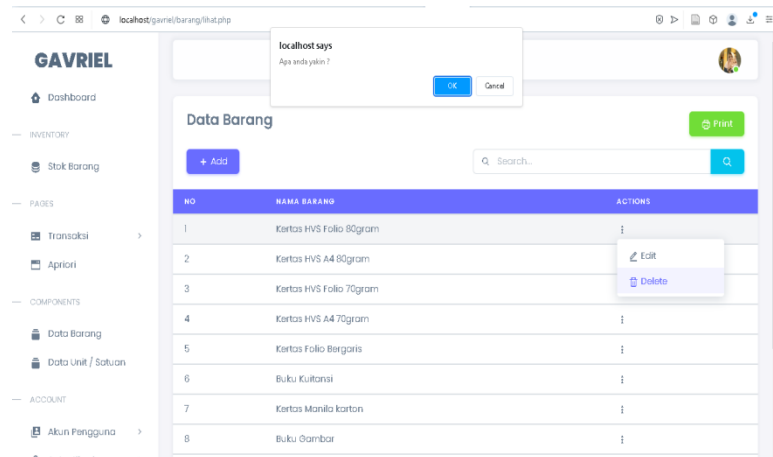 localhost/gavriel/barang/lihat.php
localhost says
Apa anda yakin ?
OK
Cancel
GAVRIEL
Dashboard
INVENTORY
Stok Barang
PAGES
Transaksi
Apriori
COMPONENTS
Data Barang
Data Unit / Satuan
ACCOUNT
Akun Pengguna
Data Barang
Print
+ Add
Search..
NO NAMA BARANG ACTIONS
1 Kertas HVS Folio 80gram
Edit
Delete
2 Kertas HVS A4 80gram
3 Kertas HVS Folio 70gram
4 Kertas HVS A4 70gram
5 Kertas Folio Bergaris
6 Buku Kuitansi
7 Kertas Manila karton
8 Buku Gambar